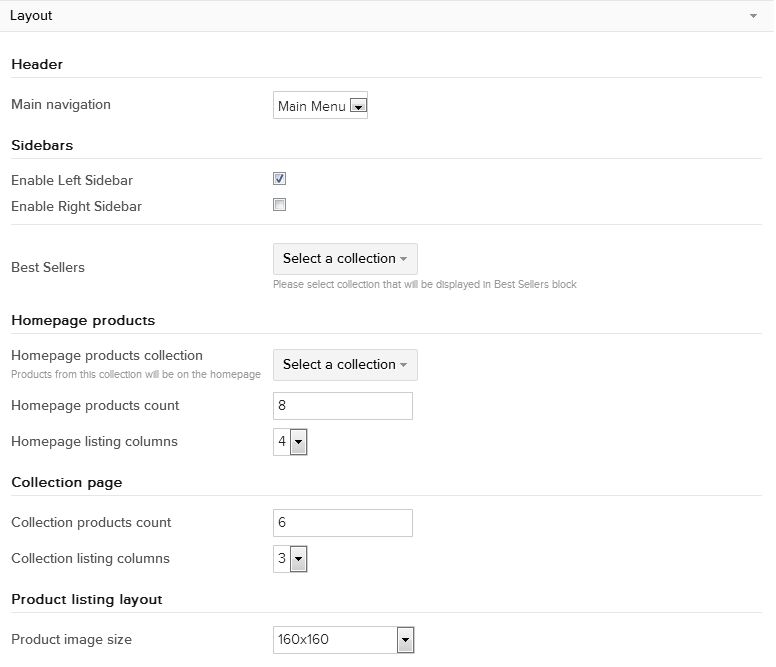 Layout
Header
Main navigation Main Menu
Sidebars
Enable Left Sidebar
Enable Right Sidebar
Best Sellers Select a collection
Please select collection that will be displayed in Best Sellers block
Homepage products
Homepage products collection Select a collection
Products from this collection will be on the homepage
Homepage products count 8
Homepage listing columns 4
Collection page
Collection products count 6
Collection listing columns 3
Product listing layout
Product image size 160x160